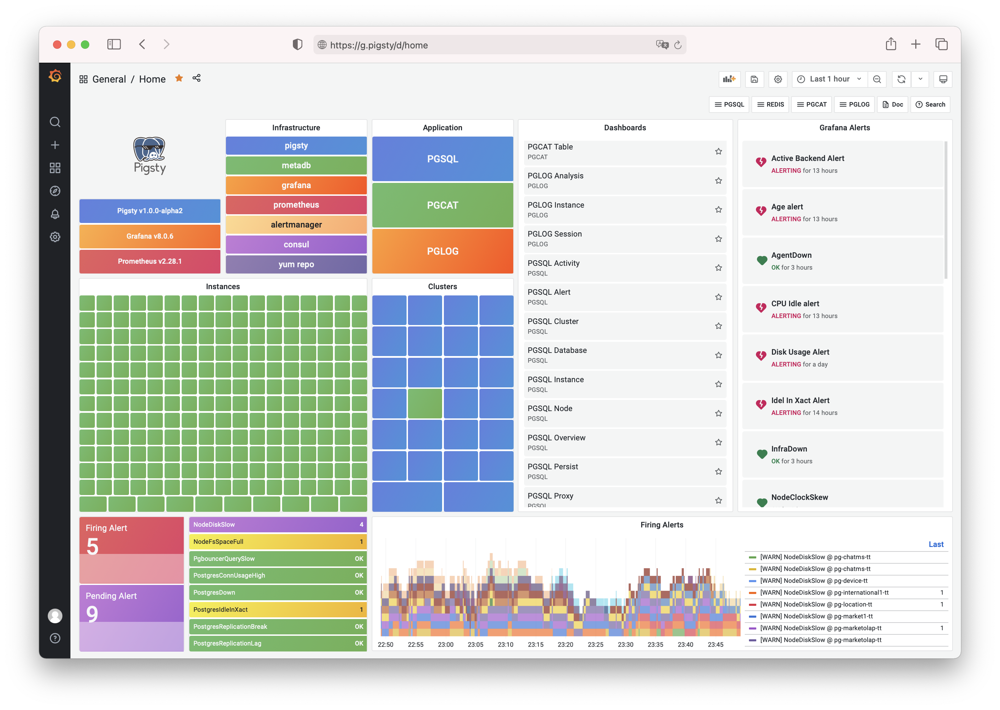 https://g.pigsty/d/home
General / Home
Last 1 hour
PGSQL
REDIS
PGCAT
PGLOG
Doc
Search
Pigsty
Pigsty v1.0.0-alpha2
Grafana v8.0.6
Prometheus v2.28.1
Infrastructure
pigsty
metadb
grafana
prometheus
alertmanager
consul
yum repo
Application
PGSQL
PGCAT
PGLOG
Dashboards
PGCAT Table
PGCAT
PGLOG Analysis
PGLOG
PGLOG Instance
PGLOG
PGLOG Session
PGLOG
PGSQL Activity
PGSQL
PGSQL Alert
PGSQL
PGSQL Cluster
PGSQL
PGSQL Database
PGSQL
PGSQL Instance
PGSQL
PGSQL Node
PGSQL
PGSQL Overview
PGSQL
PGSQL Persist
PGSQL
PGSQL Proxy
PGSQL
Grafana Alerts
Active Backend Alert
ALERTING for 13 hours
Age alert
ALERTING for 13 hours
AgentDown
OK for 3 hours
CPU Idle alert
ALERTING for 13 hours
Disk Usage Alert
ALERTING for a day
Idel In Xact Alert
ALERTING for 14 hours
InfraDown
OK for 3 hours
NodeClockSkew
Instances
Clusters
Firing Alert
5
Pending Alert
9
NodeDiskSlow 4
NodeFsSpaceFull 1
PgbouncerQuerySlow OK
PostgresConnUsageHigh OK
PostgresDown OK
PostgresIdleInXact 1
PostgresReplicationBreak OK
PostgresReplicationLag OK
Firing Alerts
22:50 22:55 23:00 23:05 23:10 23:15 23:20 23:25 23:30 23:35 23:40 23:45
Last
[WARN] NodeDiskSlow @ pg-chatms-tt
[WARN] NodeDiskSlow @ pg-chatms-tt
[WARN] NodeDiskSlow @ pg-device-tt
[WARN] NodeDiskSlow @ pg-international1-tt 1
[WARN] NodeDiskSlow @ pg-location-tt 1
[WARN] NodeDiskSlow @ pg-market1-tt
[WARN] NodeDiskSlow @ pg-marketolap-tt 1
[WARN] NodeDiskSlow @ pg-marketolap-tt